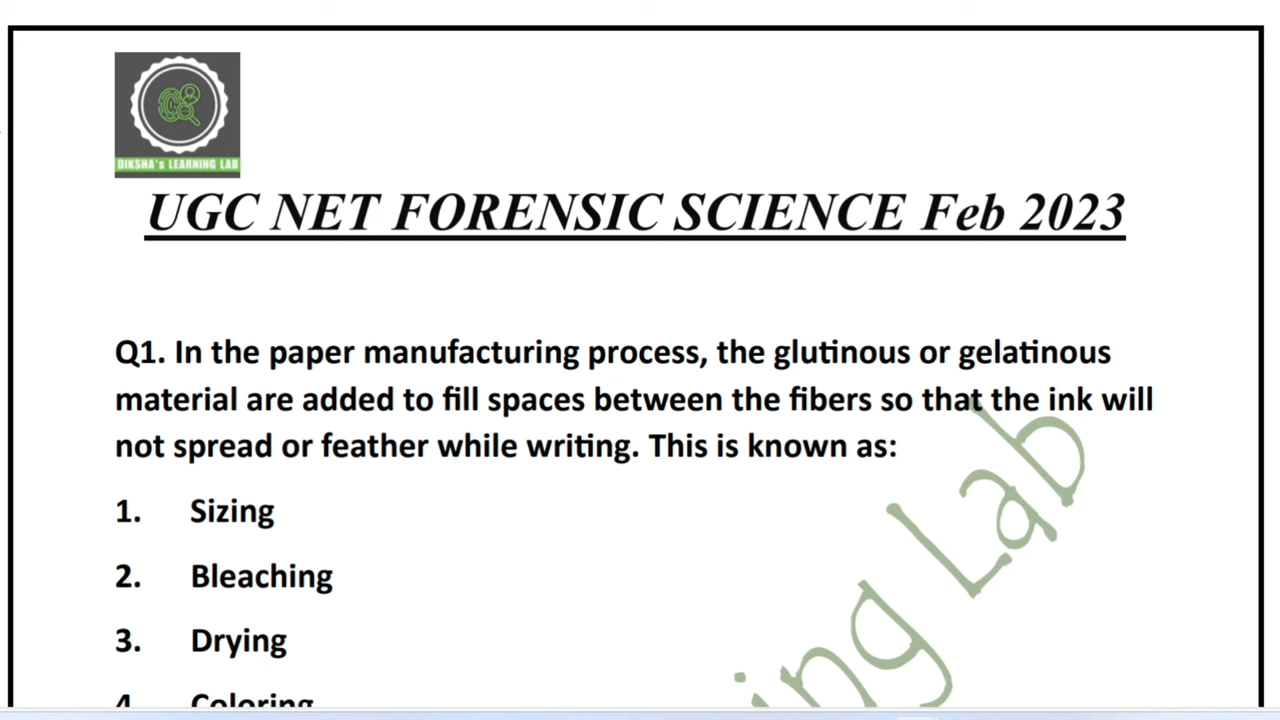 DIKSHA's LEARNING LAB
UGC NET FORENSIC SCIENCE Feb 2023
Q1. In the paper manufacturing process, the glutinous or gelatinous
material are added to fill spaces between the fibers so that the ink will
not spread or feather while writing. This is known as:
1. Sizing
2. Bleaching
3. Drying
4. Coloring
ing Lab